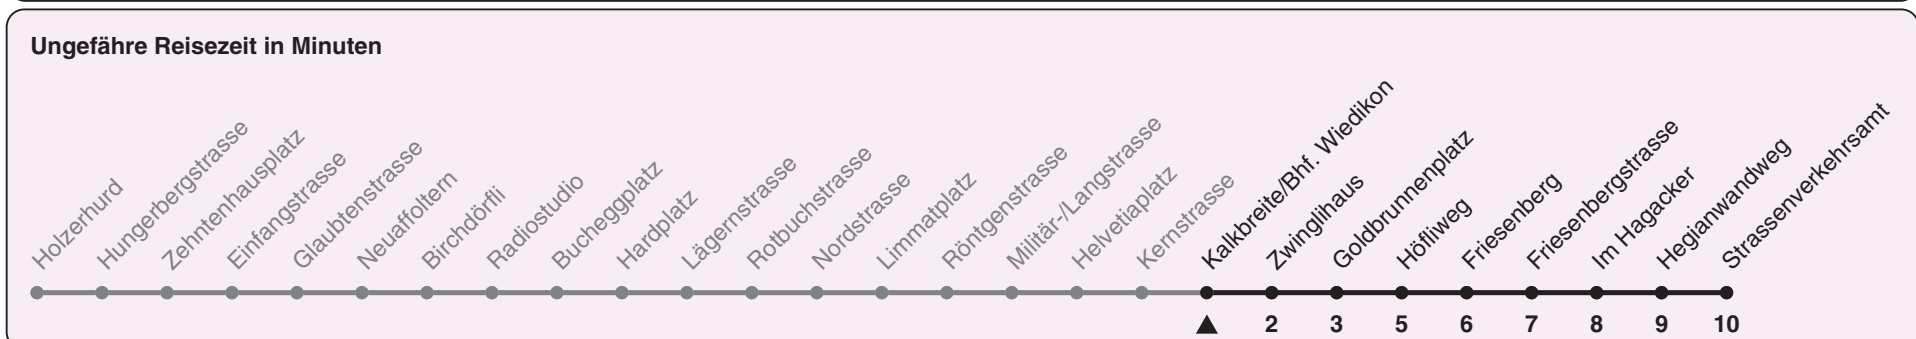 Ungefähre Reisezeit in Minuten
Holzerhurd
Hungerbergstrasse
Zehntenhausplatz
Einfangstrasse
Glaubtenstrasse
Neuaffoltern
Birchdörfli
Radiostudio
Bucheggplatz
Hardplatz
Lägernstrasse
Rotbuchstrasse
Nordstrasse
Limmatplatz
Röntgenstrasse
Militär-/Langstrasse
Helvetiaplatz
Kernstrasse
Kalkbreite/Bhf. Wiedikon
Zwinglihaus
Goldbrunnenplatz
Höfliweg
Friesenberg
Friesenbergstrasse
Im Hagacker
Hegianwandweg
Strassenverkehrsamt
2 3 5 6 7 8 9 10